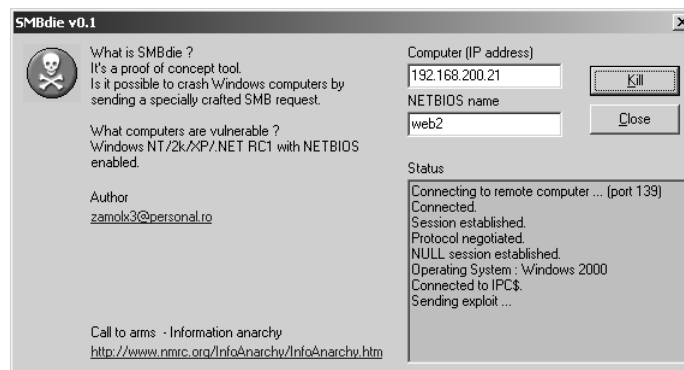 SMBdie v0.1
What is SMBdie ?
It's a proof of concept tool.
Is it possible to crash Windows computers by
sending a specially crafted SMB request.
What computers are vulnerable ?
Windows NT/2k/XP/.NET RC1 with NETBIOS
enabled.
Author
zamolx3@personal.ro
Call to arms - Information anarchy
http://www.nmrc.org/InfoAnarchy/InfoAnarchy.htm
Computer (IP address)
192.168.200.21
Kill
NETBIOS name
web2
Close
Status
Connecting to remote computer ... (port 139)
Connected.
Session established.
Protocol negotiated.
NULL session established.
Operating System : Windows 2000
Connected to IPC$.
Sending exploit ...